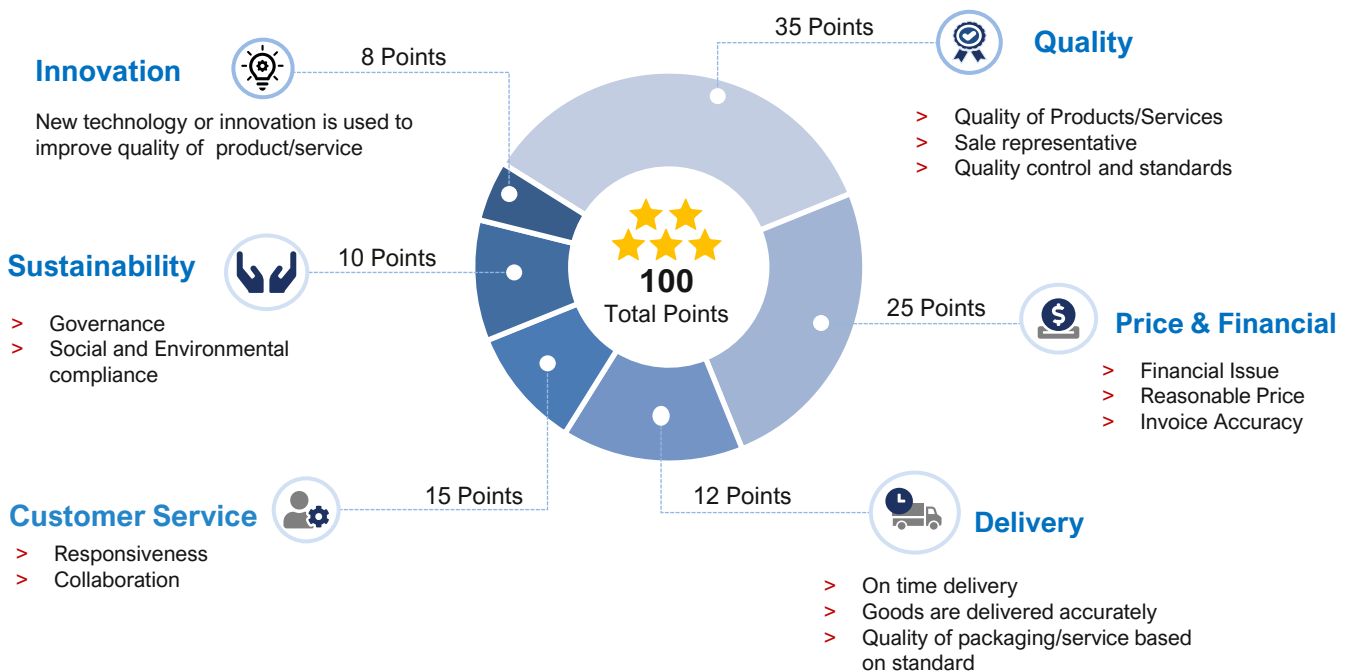 Innovation
8 Points
New technology or innovation is used to
improve quality of product/service
35 Points
Quality
> Quality of Products/Services
> Sale representative
> Quality control and standards
Sustainability
10 Points
> Governance
> Social and Environmental
compliance
100
Total Points
25 Points
Price & Financial
> Financial Issue
> Reasonable Price
> Invoice Accuracy
Customer Service
15 Points
> Responsiveness
> Collaboration
12 Points
Delivery
> On time delivery
> Goods are delivered accurately
> Quality of packaging/service based
on standard